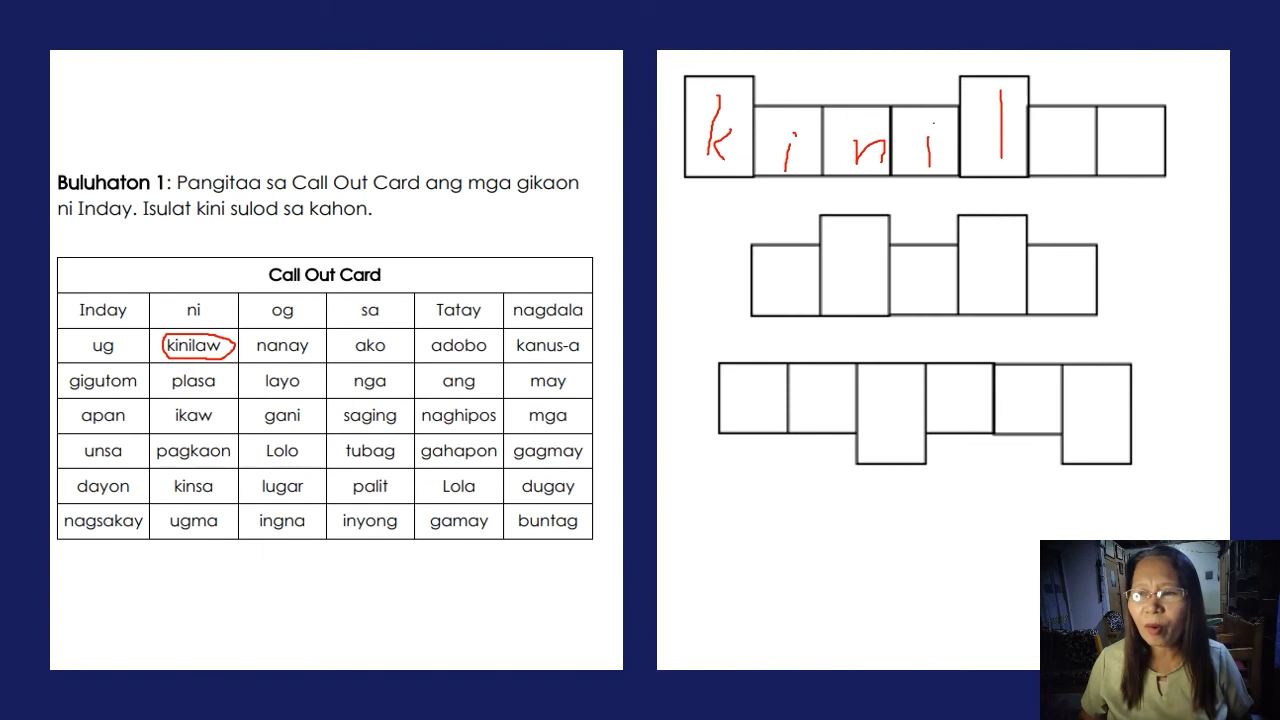 Buluhaton 1: Pangitaa sa Call Out Card ang mga gikaon
ni Inday. Isulat kini sulod sa kahon.
Call Out Card
Inday ni og sa Tatay nagdala
ug kinilaw nanay ako adobo kanus-a
gigutom plasa layo nga ang may
apan ikaw gani saging naghipos mga
unsa pagkaon Lolo tubag gahapon gagmay
dayon kinsa lugar palit Lola dugay
nagsakay ugma ingna inyong gamay buntag
k i n i l